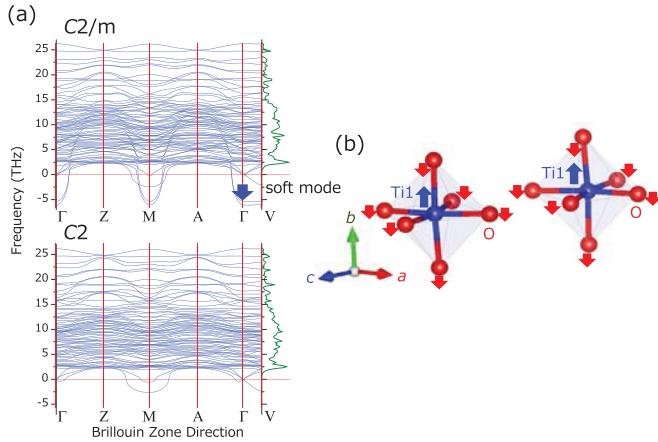 (a)
C2/m
25
20
15
10
5
0
-5
Frequency (THz)
soft mode
Γ Z M A Γ V
C2
25
20
15
10
5
0
-5
Γ Z M A Γ V
Brillouin Zone Direction
(b)
Ti1
O
Ti1
O
b
c
a